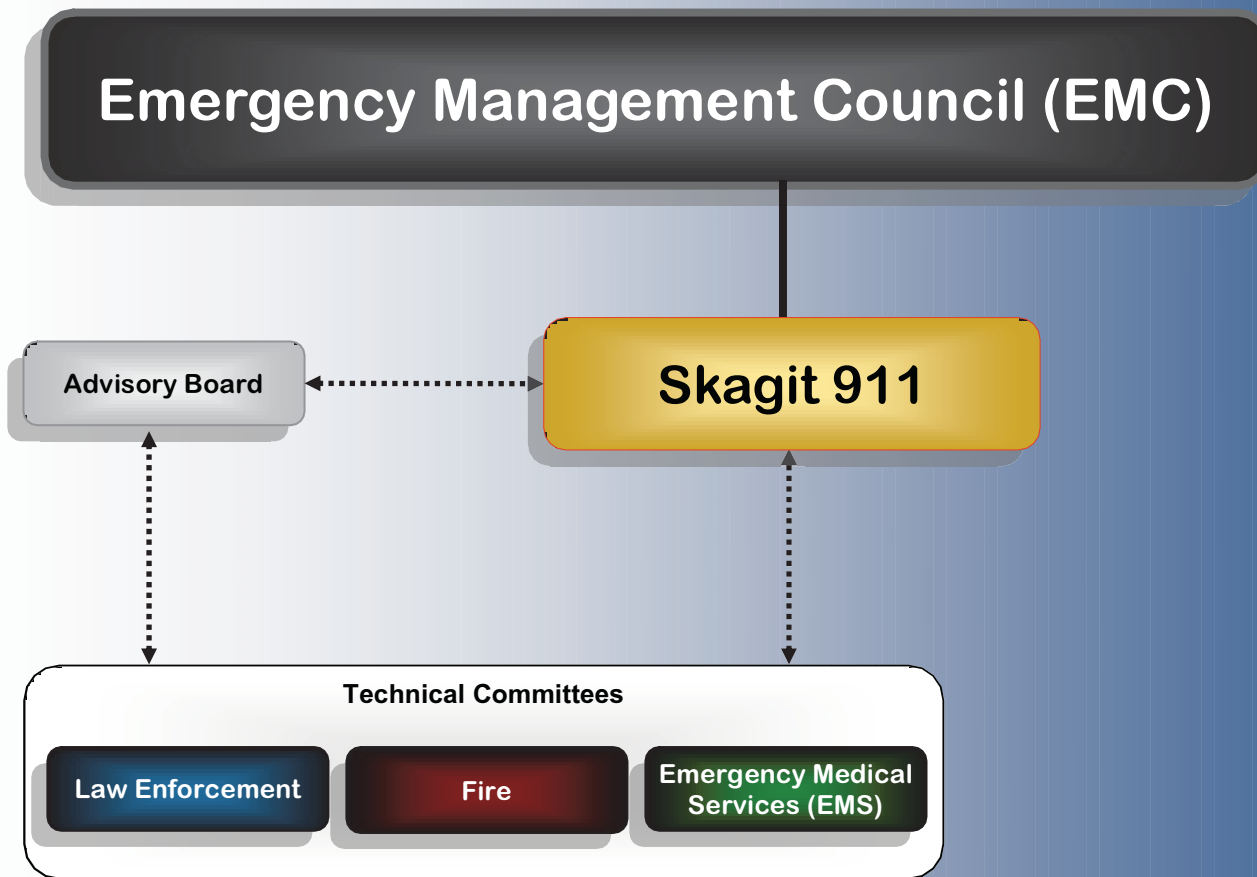 Emergency Management Council (EMC)
Advisory Board
Skagit 911
Technical Committees
Law Enforcement
Fire
Emergency Medical
Services (EMS)